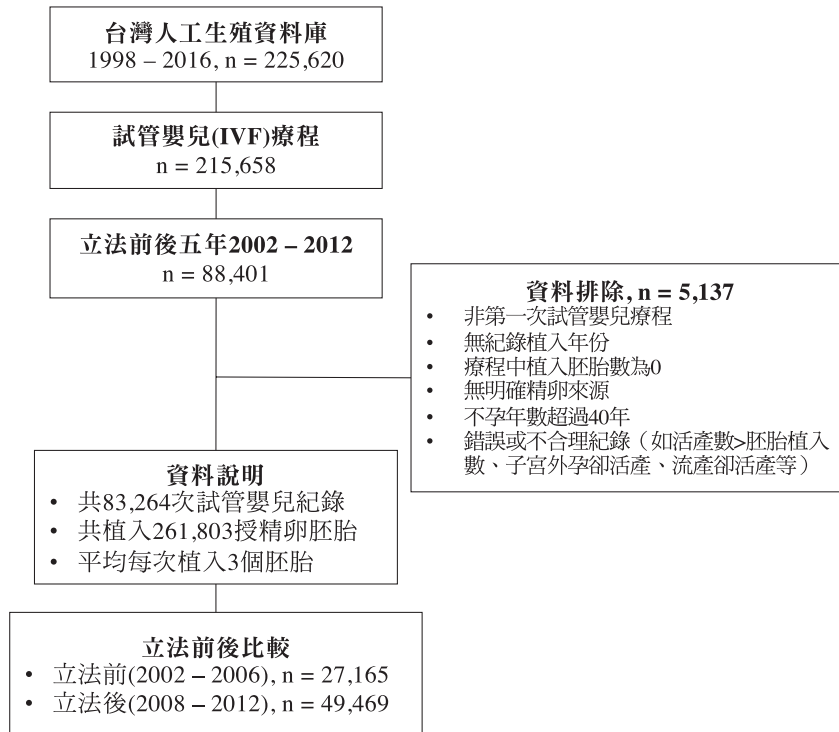 台灣人工生殖資料庫
1998 – 2016, n = 225,620
試管嬰兒(IVF)療程
n = 215,658
立法前後五年2002 – 2012
n = 88,401
資料排除, n = 5,137
• 非第一次試管嬰兒療程
• 無紀錄植入年份
• 療程中植入胚胎數為0
• 無明確精卵來源
• 不孕年數超過40年
• 錯誤或不合理紀錄（如活產數>胚胎植入
數、子宮外孕卻活產、流產卻活產等）
資料說明
• 共83,264次試管嬰兒紀錄
• 共植入261,803授精卵胚胎
• 平均每次植入3個胚胎
立法前後比較
• 立法前(2002 – 2006), n = 27,165
• 立法後(2008 – 2012), n = 49,469